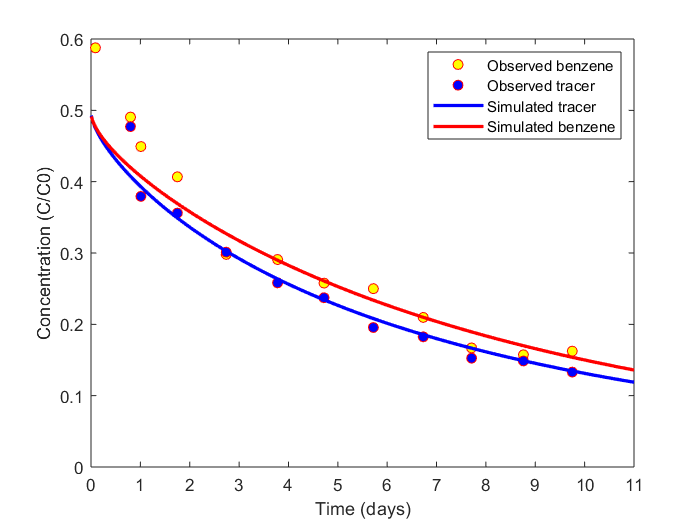 0.6
0.5
0.4
0.3
0.2
0.1
0
Concentration (C/C0)
0 1 2 3 4 5 6 7 8 9 10 11
Time (days)
Observed benzene
Observed tracer
Simulated tracer
Simulated benzene